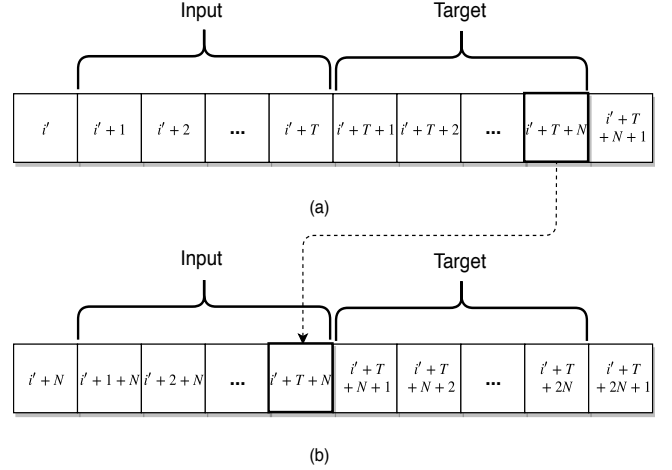 Input Target
i′ i′ + 1 i′ + 2 ... i′ + T i′ + T + 1 i′ + T + 2 ... i′ + T + N i′ + T
+ N + 1
(a)
Input Target
i′ + N i′ + 1 + N i′ + 2 + N ... i′ + T + N i′ + T i′ + T ... i′ + T i′ + T
+ N + 1 + N + 2 + 2N + 2N + 1
(b)